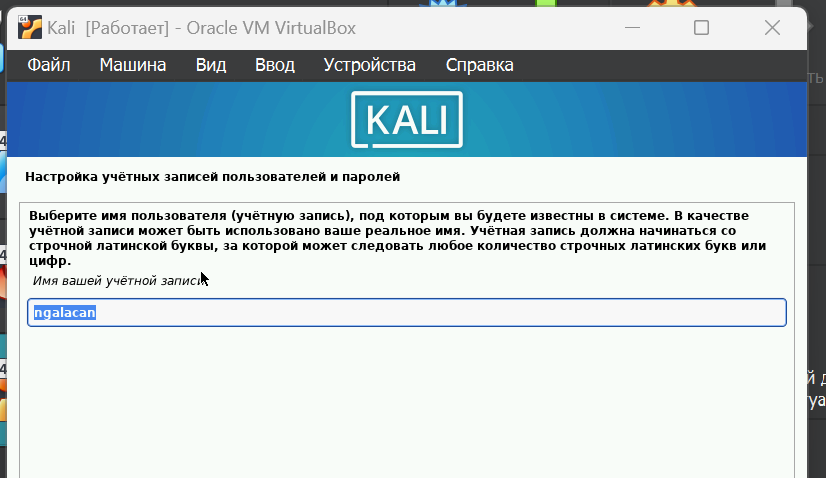 Kali [Работает] - Oracle VM VirtualBox
Файл Машина Вид Ввод Устройства Справка
KALI
Настройка учётных записей пользователей и паролей
Выберите имя пользователя (учётную запись), под которым вы будете известны в системе. В качестве
учётной записи может быть использовано ваше реальное имя. Учётная запись должна начинаться со
строчной латинской буквы, за которой может следовать любое количество строчных латинских букв или
цифр.
Имя вашей учётной записи
ngalacan